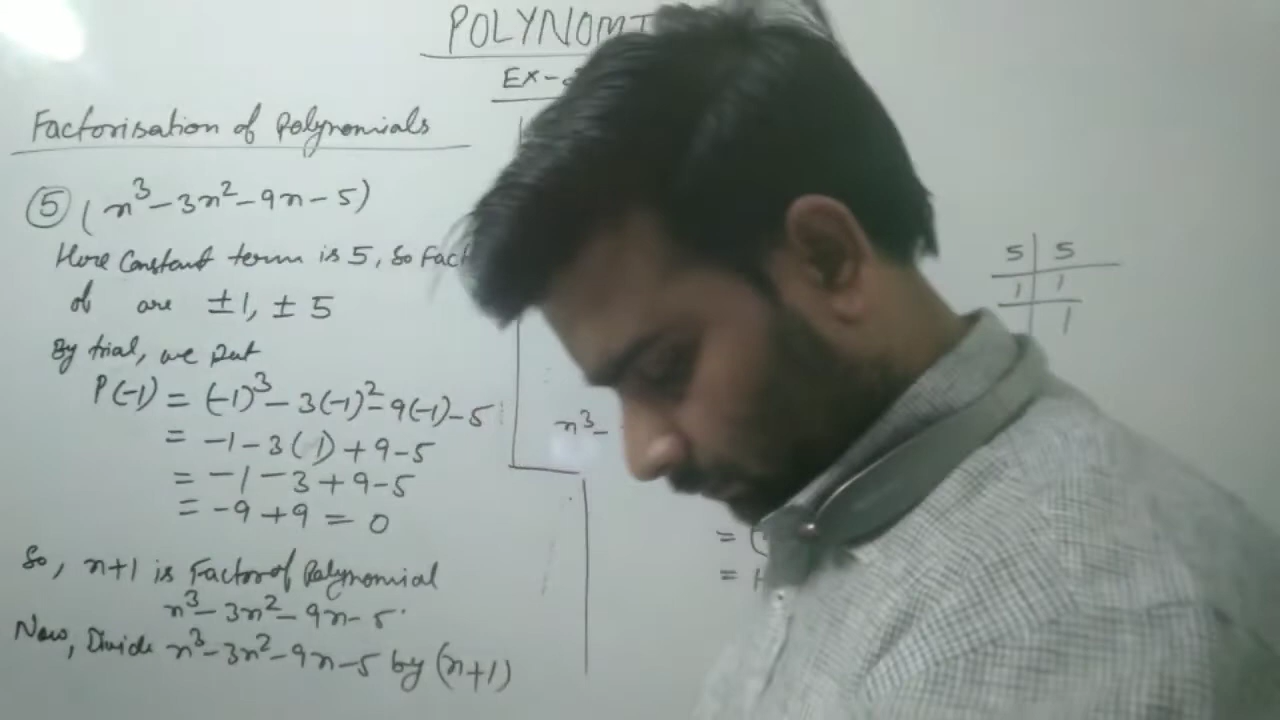 POLYNOMI
EX-
Factorisation of Polynomials
⑤ (x³-3x²-9x-5)
Here Constant term is 5, So Fact
of are ±1, ±5
By trial, we put
P(-1) = (-1)³-3(-1)²-9(-1)-5
= -1-3(1)+9-5
= -1-3+9-5
= -9+9=0
So, x+1 is Factor of Polynomial
x³-3x²-9x-5.
Now, Divide x³-3x²-9x-5 by (x+1)
x³-
= (
=
5 | 5
1 | 1
| 1